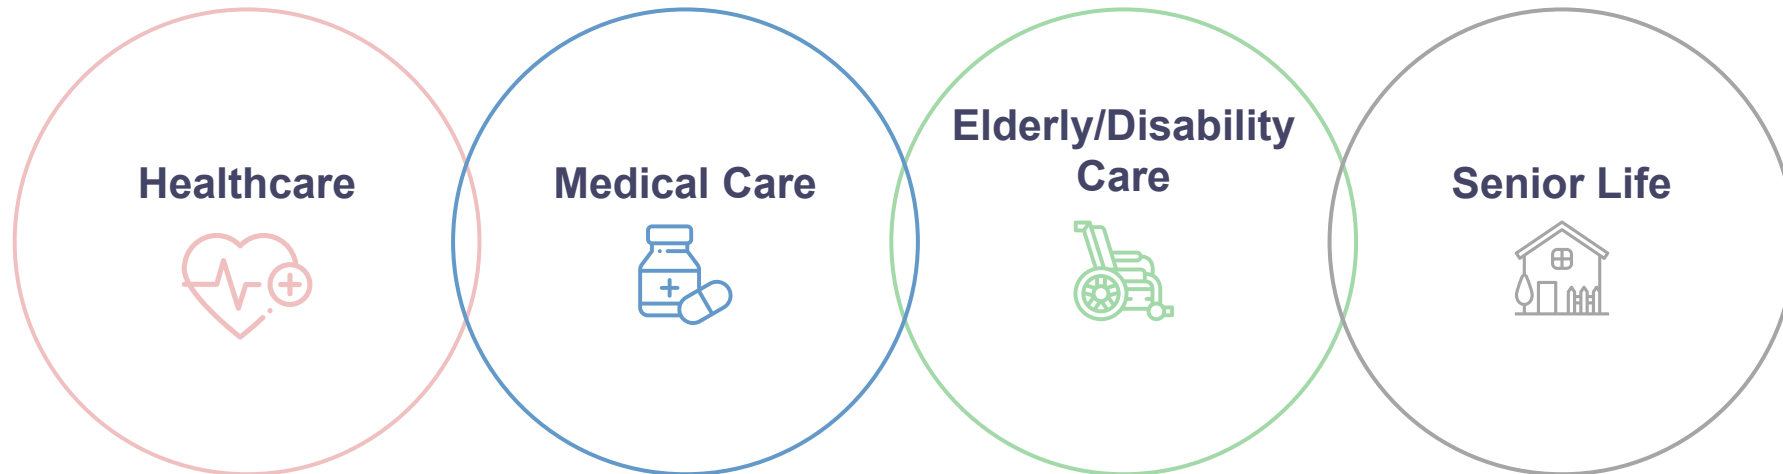 Healthcare
Medical Care
Elderly/Disability
Care
Senior Life